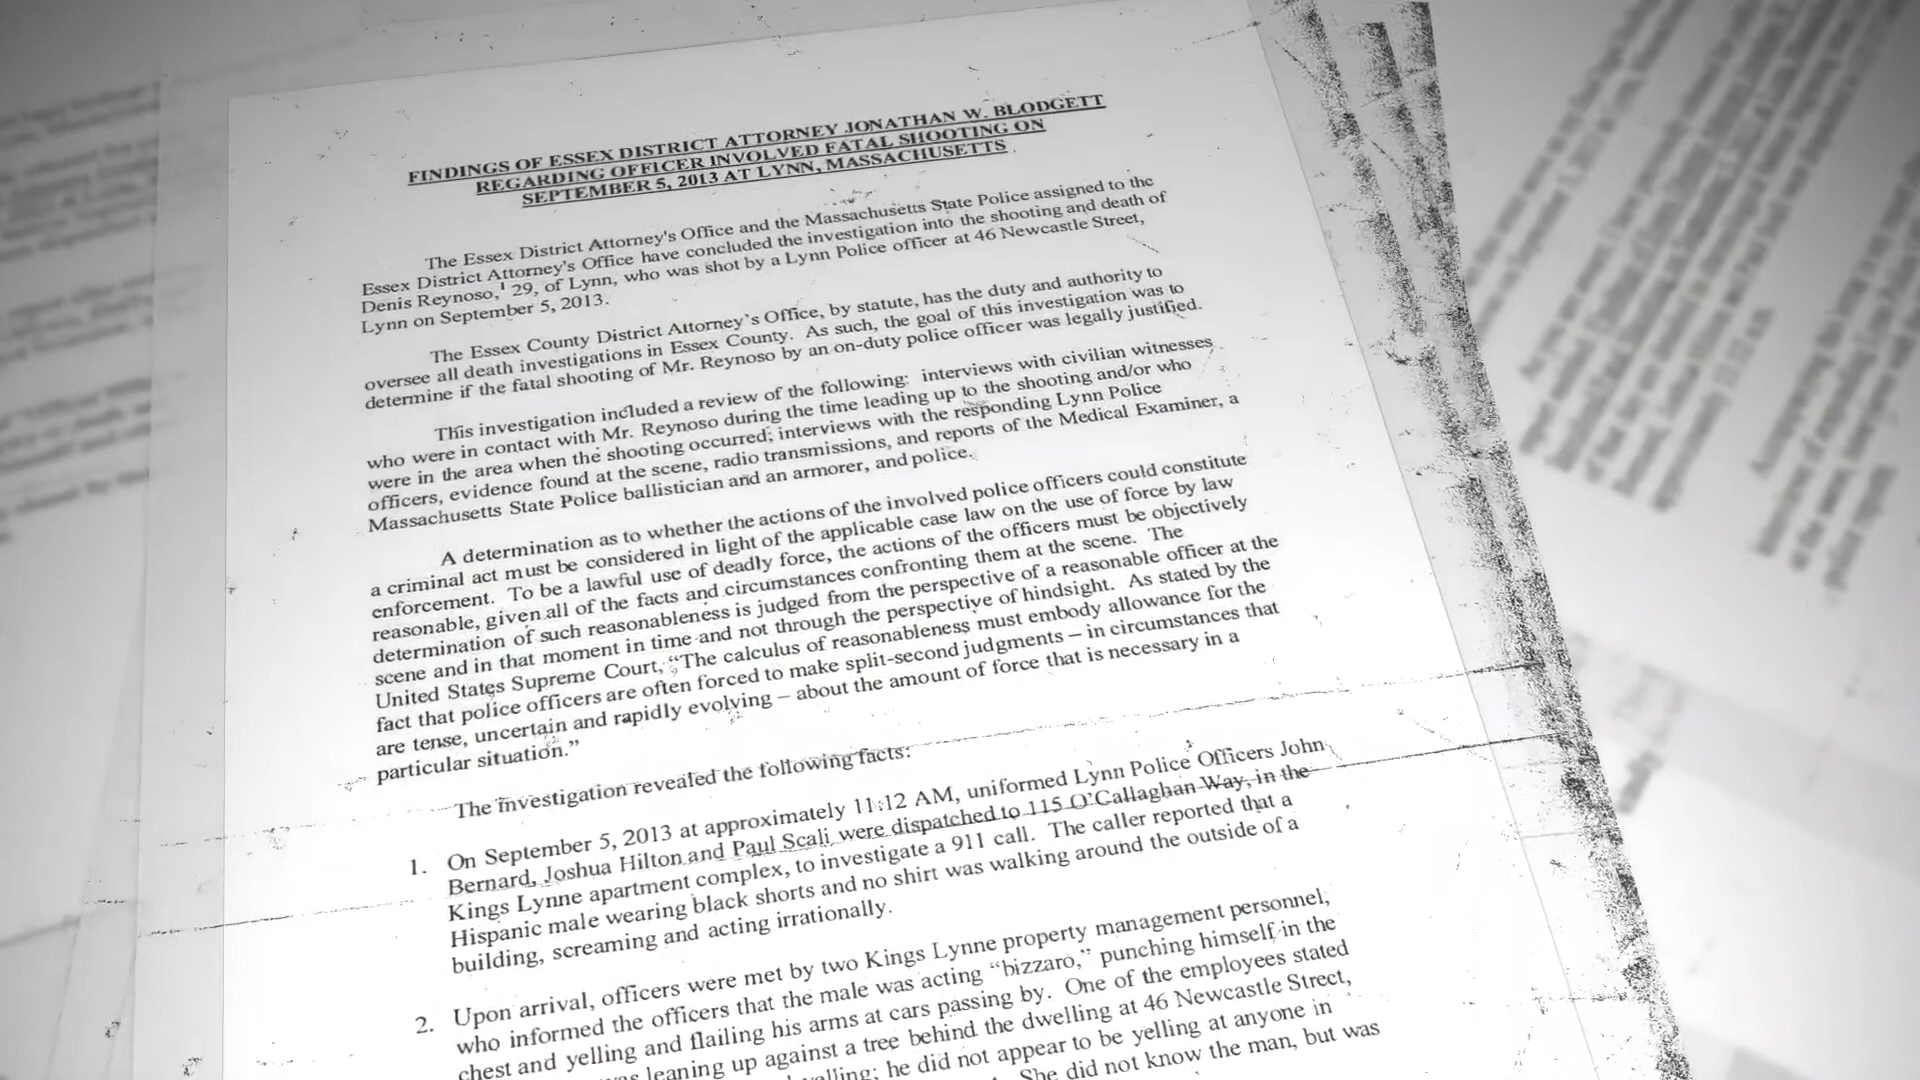 FINDINGS OF ESSEX DISTRICT ATTORNEY JONATHAN W. BLODGETT
REGARDING OFFICER INVOLVED FATAL SHOOTING ON
SEPTEMBER 5, 2013 AT LYNN, MASSACHUSETTS
The Essex District Attorney's Office and the Massachusetts State Police assigned to the
Essex District Attorney's Office have concluded the investigation into the shooting and death of
Denis Reynoso,¹ 29, of Lynn, who was shot by a Lynn Police officer at 46 Newcastle Street,
Lynn on September 5, 2013.
The Essex County District Attorney's Office, by statute, has the duty and authority to
oversee all death investigations in Essex County. As such, the goal of this investigation was to
determine if the fatal shooting of Mr. Reynoso by an on-duty police officer was legally justified.
This investigation included a review of the following: interviews with civilian witnesses
who were in contact with Mr. Reynoso during the time leading up to the shooting and/or who
were in the area when the shooting occurred; interviews with the responding Lynn Police
officers, evidence found at the scene, radio transmissions, and reports of the Medical Examiner, a
Massachusetts State Police ballistician and an armorer, and police.
A determination as to whether the actions of the involved police officers could constitute
a criminal act must be considered in light of the applicable case law on the use of force by law
enforcement. To be a lawful use of deadly force, the actions of the officers must be objectively
reasonable, given all of the facts and circumstances confronting them at the scene. The
determination of such reasonableness is judged from the perspective of a reasonable officer at the
scene and in that moment in time and not through the perspective of hindsight. As stated by the
United States Supreme Court, “The calculus of reasonableness must embody allowance for the
fact that police officers are often forced to make split-second judgments – in circumstances that
are tense, uncertain and rapidly evolving – about the amount of force that is necessary in a
particular situation.”
The investigation revealed the following facts:
1. On September 5, 2013 at approximately 11:12 AM, uniformed Lynn Police Officers John
Bernard, Joshua Hilton and Paul Scali were dispatched to 115 O'Callaghan Way, in the
Kings Lynne apartment complex, to investigate a 911 call. The caller reported that a
Hispanic male wearing black shorts and no shirt was walking around the outside of a
building, screaming and acting irrationally.
2. Upon arrival, officers were met by two Kings Lynne property management personnel,
who informed the officers that the male was acting “bizzaro,” punching himself in the
chest and yelling and flailing his arms at cars passing by. One of the employees stated
leaning up against a tree behind the dwelling at 46 Newcastle Street,
he did not appear to be yelling at anyone in
She did not know the man, but was